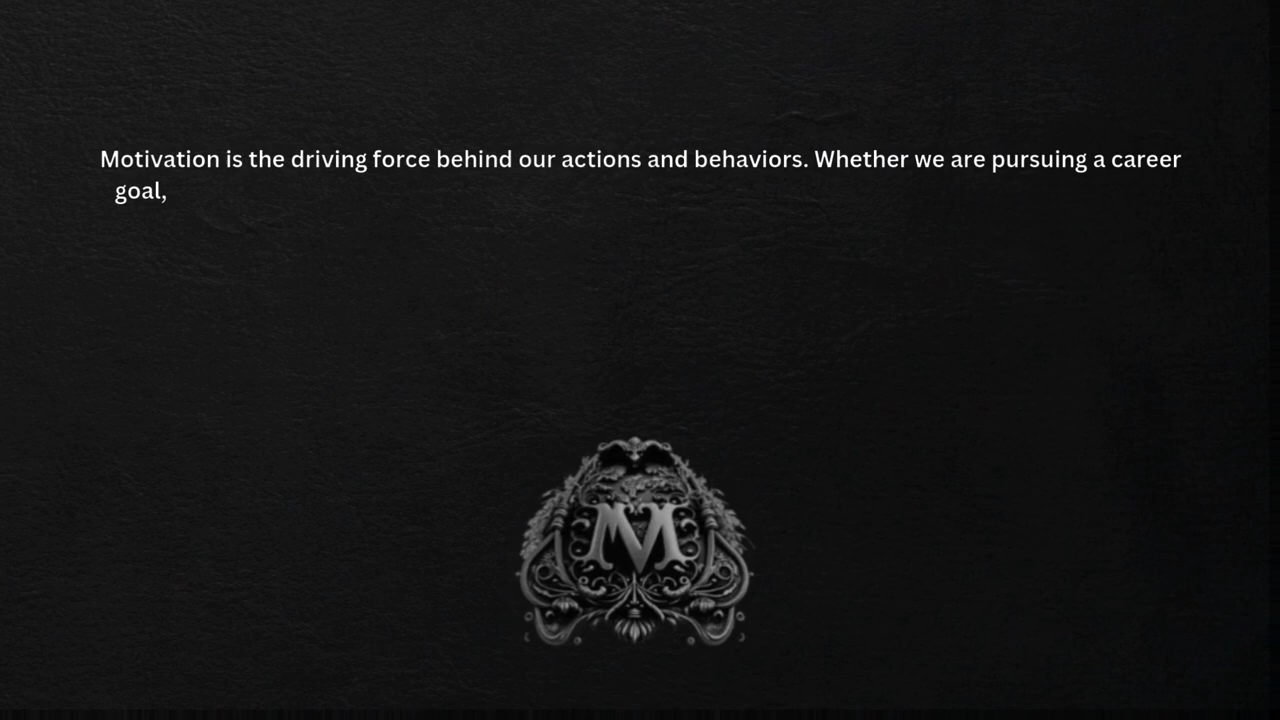 Motivation is the driving force behind our actions and behaviors. Whether we are pursuing a career
goal,
M